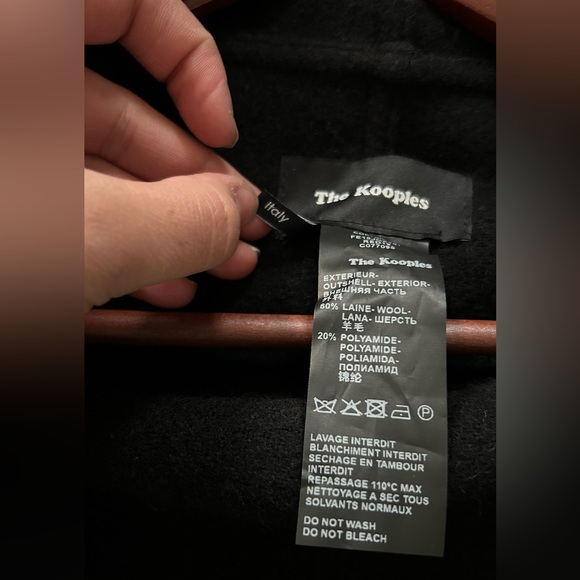 The Kooples
Italy
C077095
The Kooples
EXTERIEUR-
OUTSHELL- EXTERIOR-
ВНЕШНЯЯ ЧАСТЬ
外料
80% LAINE- WOOL-
LANA- ШЕРСТЬ
羊毛
20% POLYAMIDE-
POLYAMIDE-
POLIAMIDA-
ПОЛИАМИД
锦纶
P
LAVAGE INTERDIT
BLANCHIMENT INTERDIT
SECHAGE EN TAMBOUR
INTERDIT
REPASSAGE 110°C MAX
NETTOYAGE A SEC TOUS
SOLVANTS NORMAUX
DO NOT WASH
DO NOT BLEACH